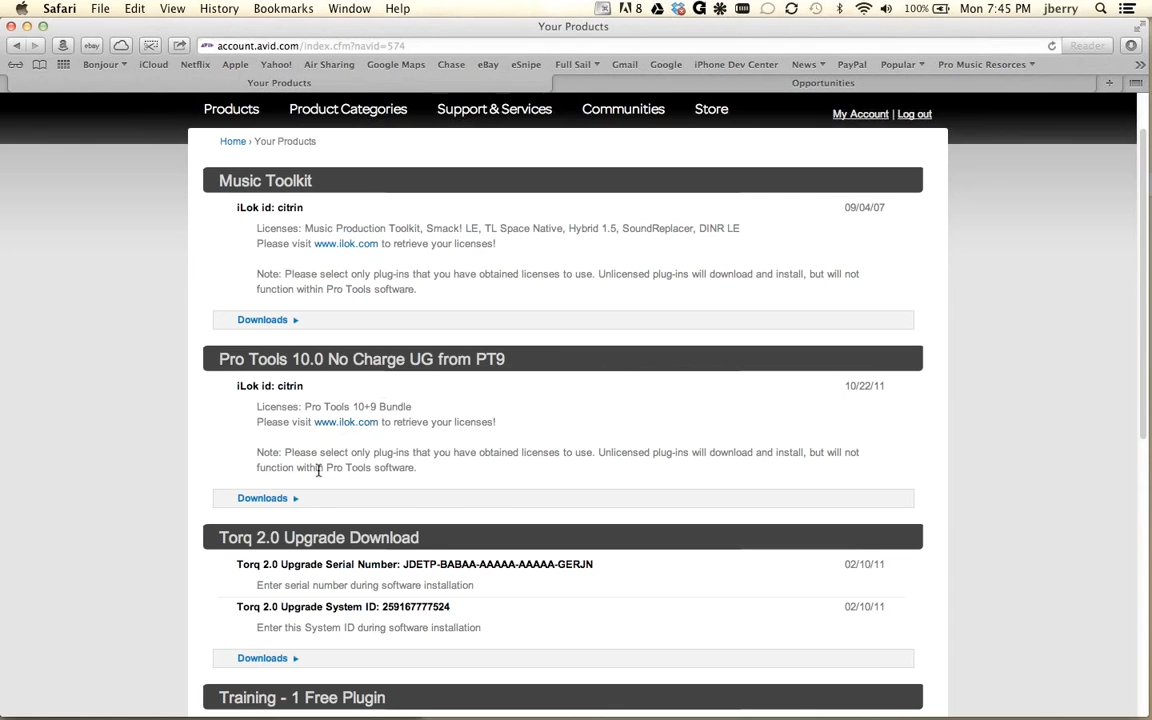 Safari File Edit View History Bookmarks Window Help 8 100% Mon 7:45 PM jberry
Your Products
ebay account.avid.com/index.cfm?navid=574 Reader
Bonjour iCloud Netflix Apple Yahoo! Air Sharing Google Maps Chase eBay eSnipe Full Sail Gmail Google iPhone Dev Center News PayPal Popular Pro Music Resorces
Your Products Opportunities
Products Product Categories Support & Services Communities Store My Account | Log out
Home › Your Products
Music Toolkit
iLok id: citrin 09/04/07
Licenses: Music Production Toolkit, Smack! LE, TL Space Native, Hybrid 1.5, SoundReplacer, DINR LE
Please visit www.ilok.com to retrieve your licenses!
Note: Please select only plug-ins that you have obtained licenses to use. Unlicensed plug-ins will download and install, but will not
function within Pro Tools software.
Downloads
Pro Tools 10.0 No Charge UG from PT9
iLok id: citrin 10/22/11
Licenses: Pro Tools 10+9 Bundle
Please visit www.ilok.com to retrieve your licenses!
Note: Please select only plug-ins that you have obtained licenses to use. Unlicensed plug-ins will download and install, but will not
function within Pro Tools software.
Downloads
Torq 2.0 Upgrade Download
Torq 2.0 Upgrade Serial Number: JDETP-BABAA-AAAAA-AAAAA-GERJN 02/10/11
Enter serial number during software installation
Torq 2.0 Upgrade System ID: 259167777524 02/10/11
Enter this System ID during software installation
Downloads
Training - 1 Free Plugin